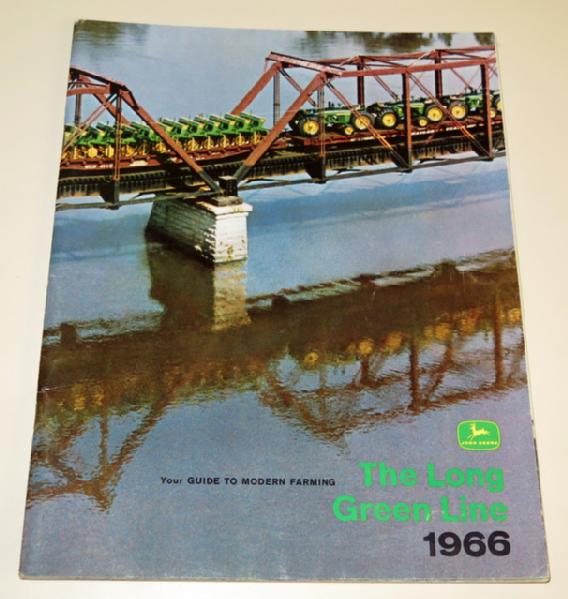 JOHN DEERE
Your GUIDE TO MODERN FARMING
The Long
Green Line
1966